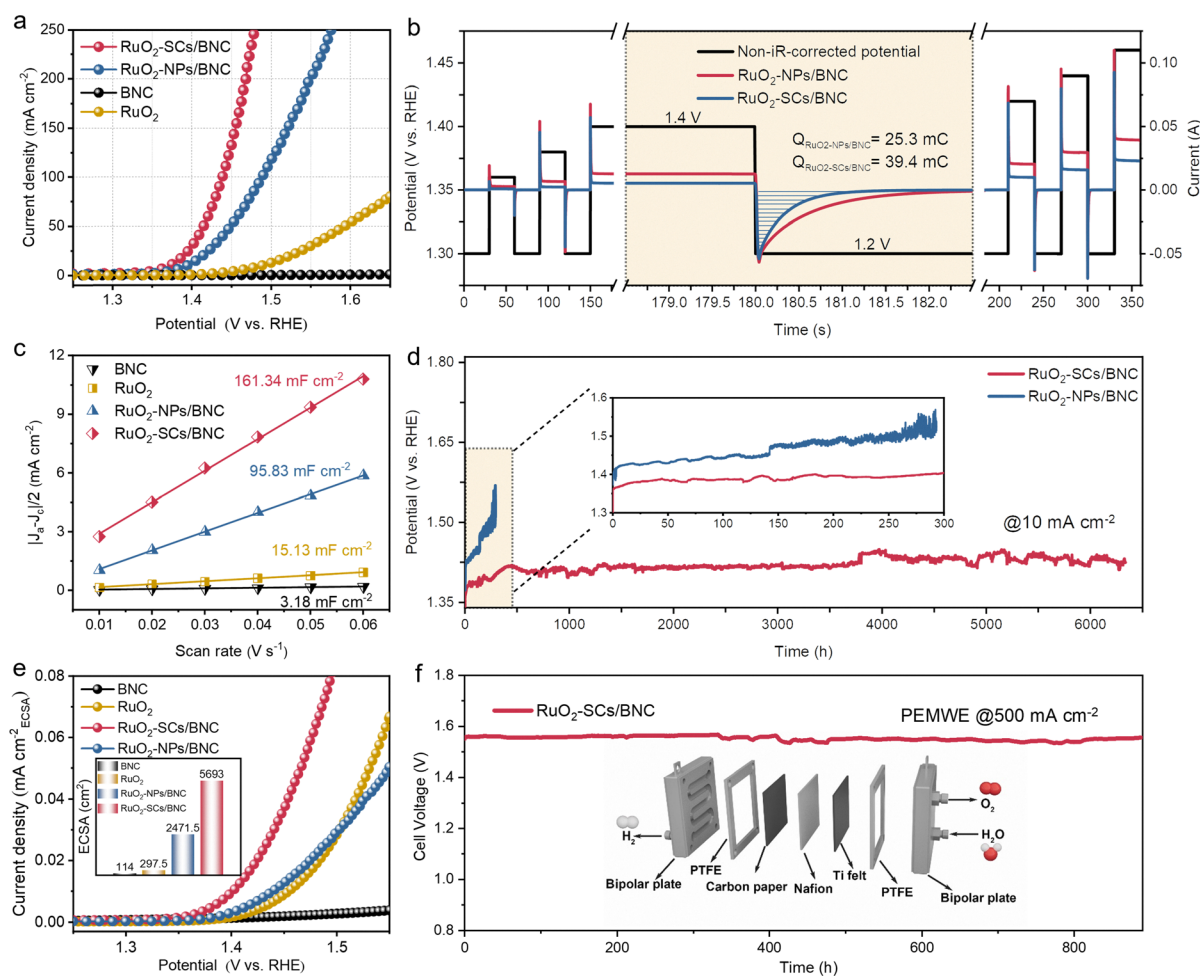 a
250
200
150
100
50
0
Current density (mA cm⁻²)
RuO₂-SCs/BNC
RuO₂-NPs/BNC
BNC
RuO₂
1.3 1.4 1.5 1.6
Potential (V vs. RHE)
b
1.45
1.40
1.35
1.30
Potential (V vs. RHE)
Non-iR-corrected potential
RuO₂-NPs/BNC
RuO₂-SCs/BNC
1.4 V
Q RuO2-NPs/BNC = 25.3 mC
Q RuO2-SCs/BNC = 39.4 mC
1.2 V
0.10
0.05
0.00
-0.05
Current (A)
0 50 100 150 179.0 179.5 180.0 180.5 181.0 181.5 182.0 200 250 300 350
Time (s)
c
12
9
6
3
0
|Jₐ-J꜀|/2 (mA cm⁻²)
BNC
RuO₂
RuO₂-NPs/BNC
RuO₂-SCs/BNC
161.34 mF cm⁻²
95.83 mF cm⁻²
15.13 mF cm⁻²
3.18 mF cm⁻²
0.01 0.02 0.03 0.04 0.05 0.06
Scan rate (V s⁻¹)
d
1.80
1.65
1.50
1.35
Potential (V vs. RHE)
RuO₂-SCs/BNC
RuO₂-NPs/BNC
1.6
1.5
1.4
1.3
0 50 100 150 200 250 300
@10 mA cm⁻²
0 1000 2000 3000 4000 5000 6000
Time (h)
e
0.08
0.06
0.04
0.02
0.00
Current density (mA cm⁻²ECSA)
BNC
RuO₂
RuO₂-SCs/BNC
RuO₂-NPs/BNC
ECSA (cm²)
BNC
RuO₂
RuO₂-NPs/BNC
RuO₂-SCs/BNC
114
297.5
2471.5
5693
1.3 1.4 1.5
Potential (V vs. RHE)
f
1.8
1.6
1.4
1.2
1.0
Cell Voltage (V)
RuO₂-SCs/BNC
PEMWE @500 mA cm⁻²
H₂
Bipolar plate
PTFE
Carbon paper
Nafion
Ti felt
PTFE
Bipolar plate
O₂
H₂O
0 200 400 600 800
Time (h)